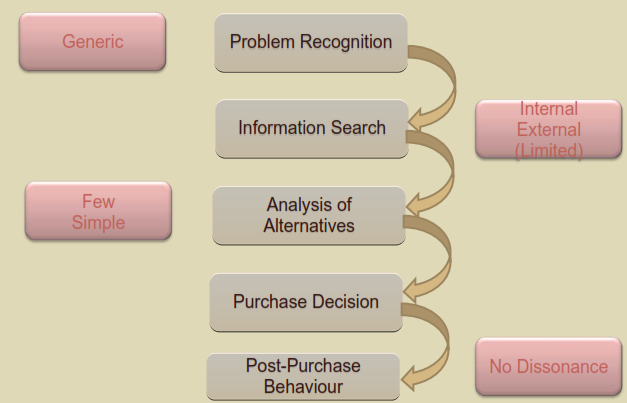 Generic
Problem Recognition
Information Search
Internal
External
(Limited)
Few
Simple
Analysis of
Alternatives
Purchase Decision
Post-Purchase
Behaviour
No Dissonance